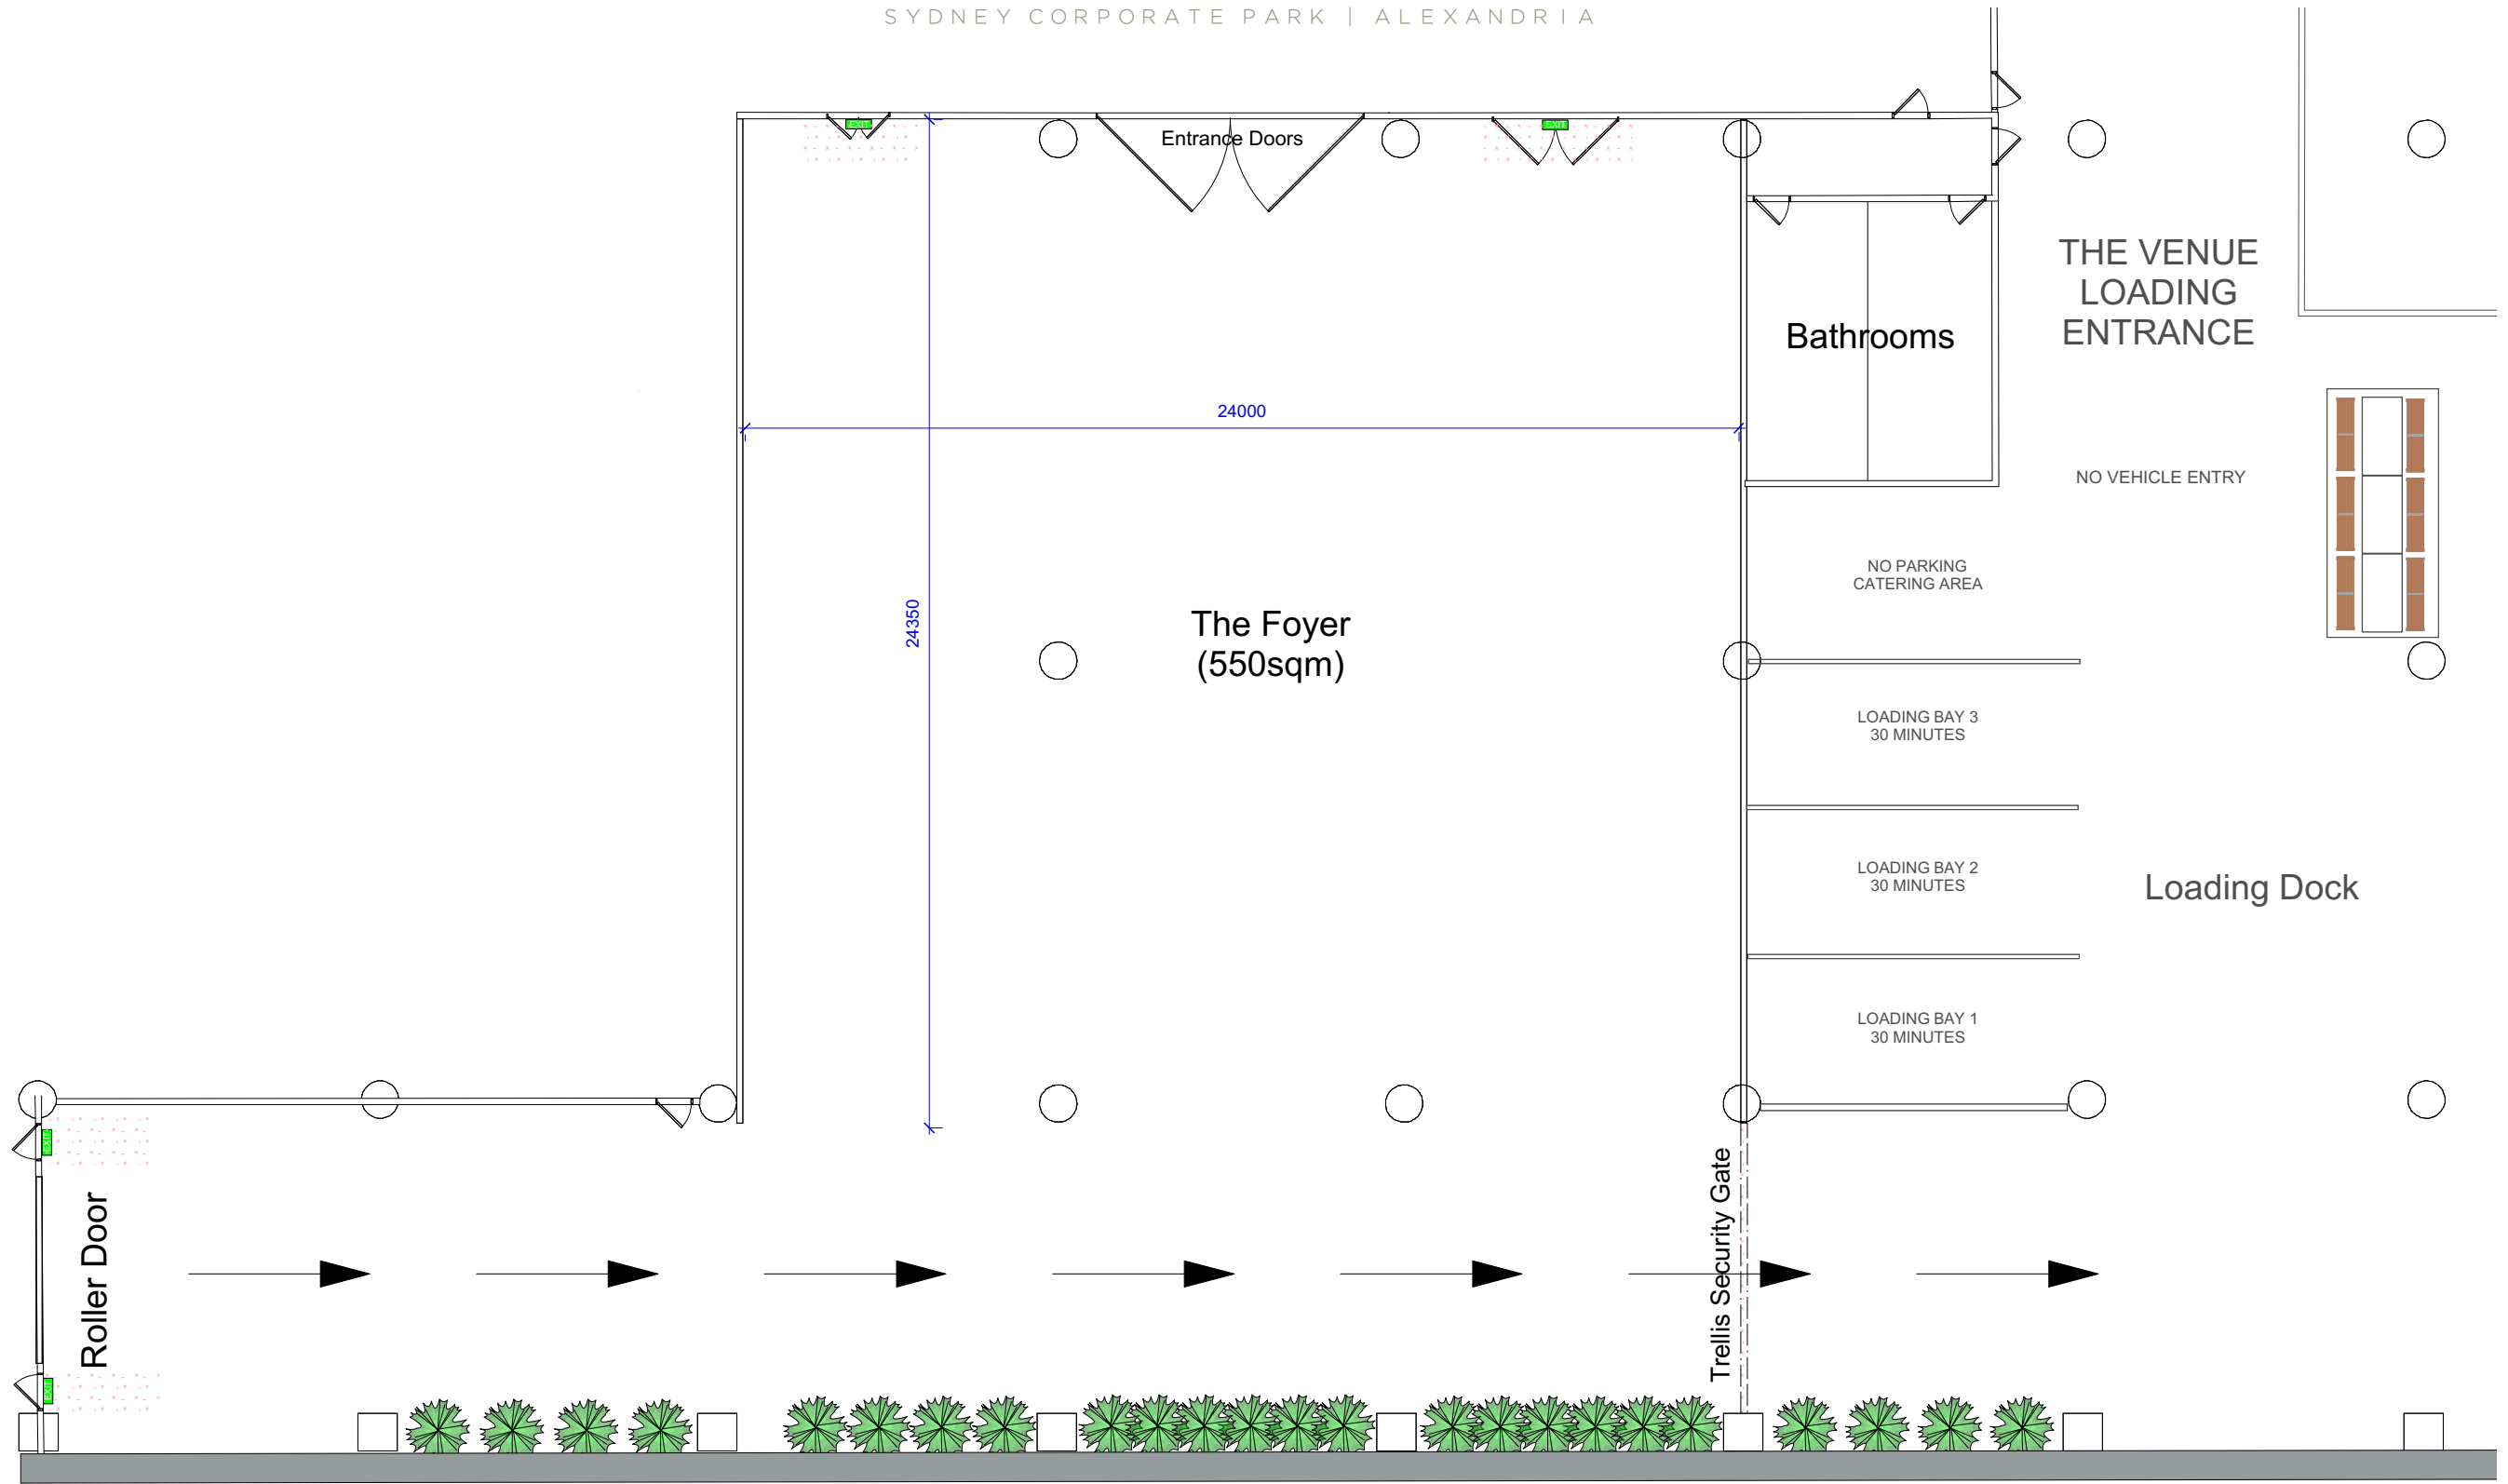 SYDNEY CORPORATE PARK | ALEXANDRIA
EXIT
Entrance Doors
EXIT
THE VENUE
LOADING
ENTRANCE
Bathrooms
24000
NO VEHICLE ENTRY
NO PARKING
CATERING AREA
24350
The Foyer
(550sqm)
LOADING BAY 3
30 MINUTES
LOADING BAY 2
30 MINUTES
Loading Dock
LOADING BAY 1
30 MINUTES
EXIT
Roller Door
Trellis Security Gate
EXIT